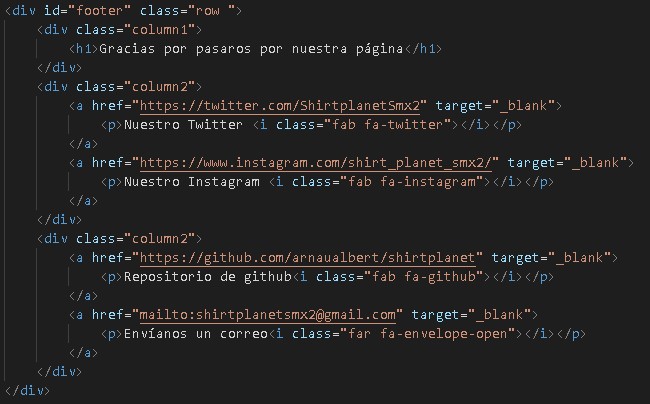 <div id="footer" class="row ">
    <div class="column1">
        <h1>Gracias por pasaros por nuestra página</h1>
    </div>
    <div class="column2">
        <a href="https://twitter.com/ShirtplanetSmx2" target="_blank">
            <p>Nuestro Twitter <i class="fab fa-twitter"></i></p>
        </a>
        <a href="https://www.instagram.com/shirt_planet_smx2/" target="_blank">
            <p>Nuestro Instagram <i class="fab fa-instagram"></i></p>
        </a>
    </div>
    <div class="column2">
        <a href="https://github.com/arnaualbert/shirtplanet" target="_blank">
            <p>Repositorio de github<i class="fab fa-github"></i></p>
        </a>
        <a href="mailto:shirtplanetsmx2@gmail.com" target="_blank">
            <p>Envíanos un correo<i class="far fa-envelope-open"></i></p>
        </a>
    </div>
</div>